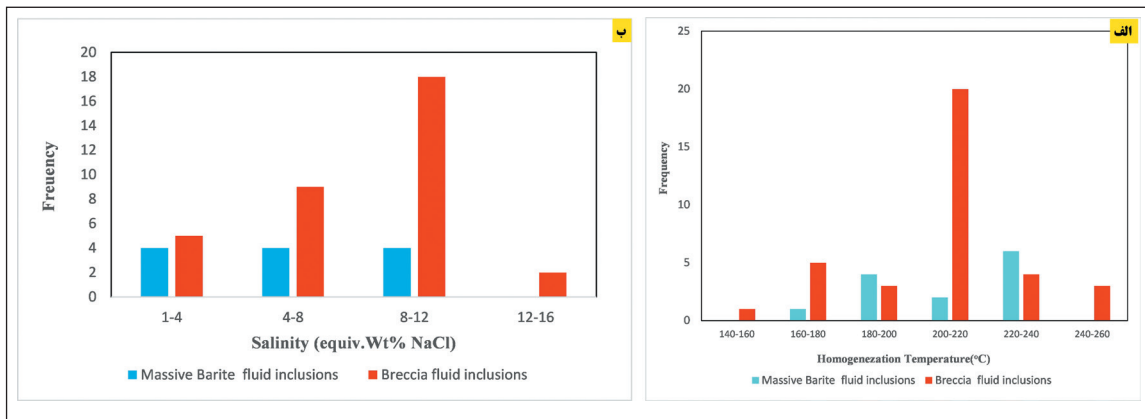 ب
Freuency
20
18
16
14
12
10
8
6
4
2
0
1-4 4-8 8-12 12-16
Salinity (equiv.Wt% NaCl)
Massive Barite fluid inclusions Breccia fluid inclusions
الف
Frequency
25
20
15
10
5
0
140-160 160-180 180-200 200-220 220-240 240-260
Homogenezation Temperature(°C)
Massive Barite fluid inclusions Breccia fluid inclusions